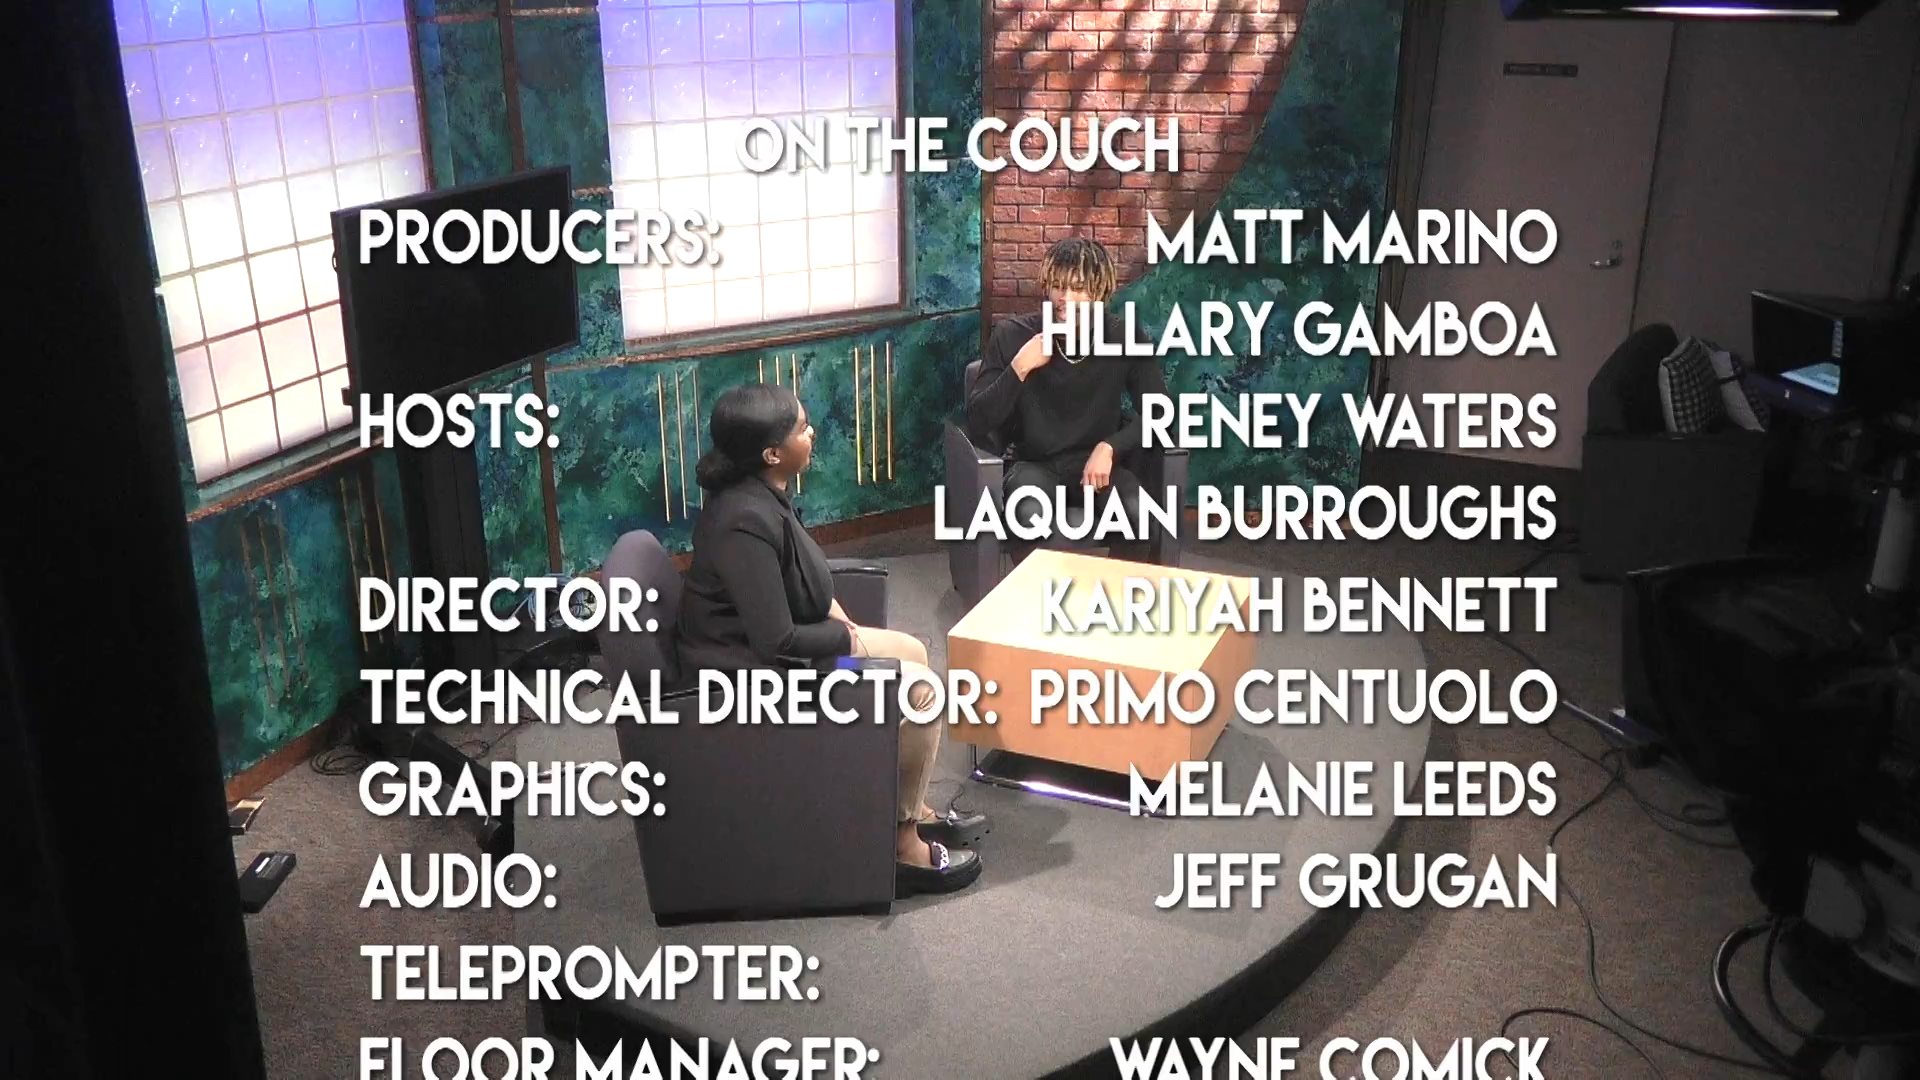 ON THE COUCH
PRODUCERS: MATT MARINO
HILLARY GAMBOA
HOSTS: RENEY WATERS
LAQUAN BURROUGHS
DIRECTOR: KARIYAH BENNETT
TECHNICAL DIRECTOR: PRIMO CENTUOLO
GRAPHICS: MELANIE LEEDS
AUDIO: JEFF GRUGAN
TELEPROMPTER:
FLOOR MANAGER: WAYNE COMICK